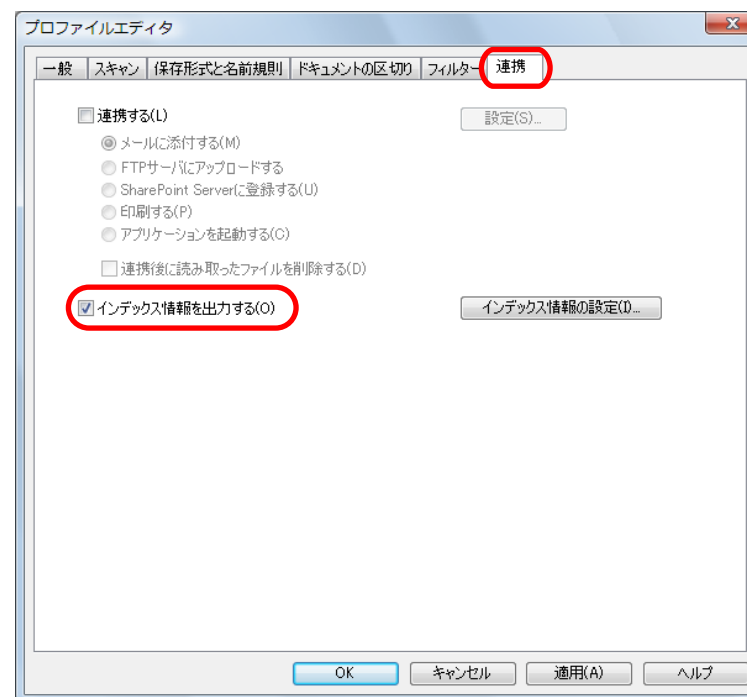 プロファイルエディタ
一般 スキャン 保存形式と名前規則 ドキュメントの区切り フィルター 連携
連携する(L) 設定(S)...
メールに添付する(M)
FTPサーバにアップロードする
SharePoint Serverに登録する(U)
印刷する(P)
アプリケーションを起動する(C)
連携後に読み取ったファイルを削除する(D)
インデックス情報を出力する(O) インデックス情報の設定(I)...
OK キャンセル 適用(A) ヘルプ